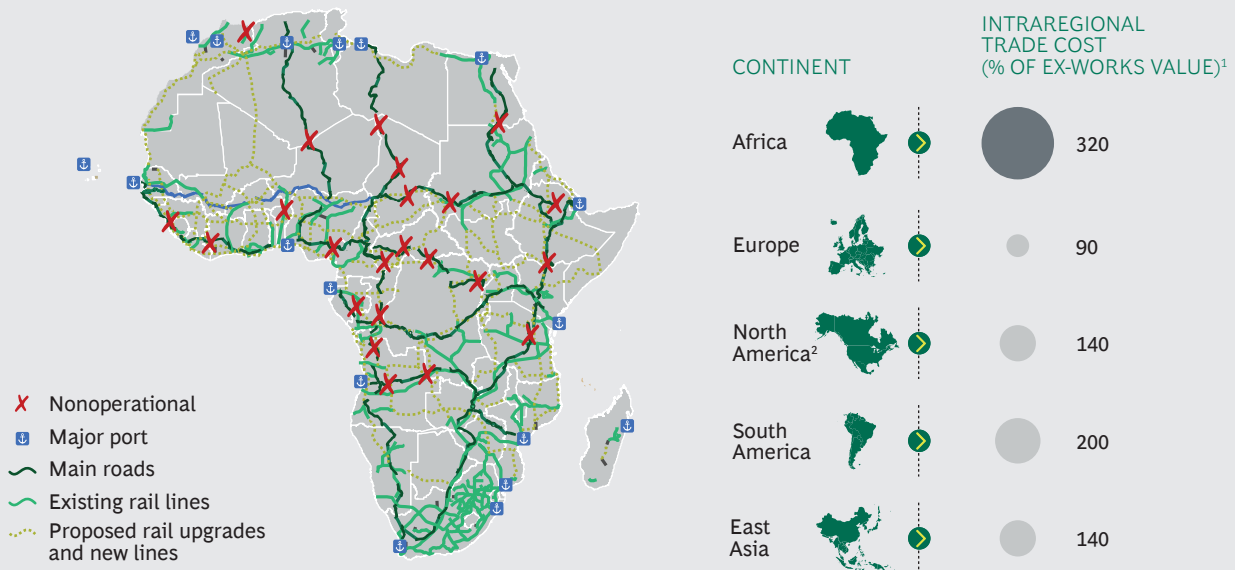 Nonoperational
Major port
Main roads
Existing rail lines
Proposed rail upgrades
and new lines
CONTINENT
INTRAREGIONAL
TRADE COST
(% OF EX-WORKS VALUE)¹
Africa
320
Europe
90
North
America²
140
South
America
200
East
Asia
140